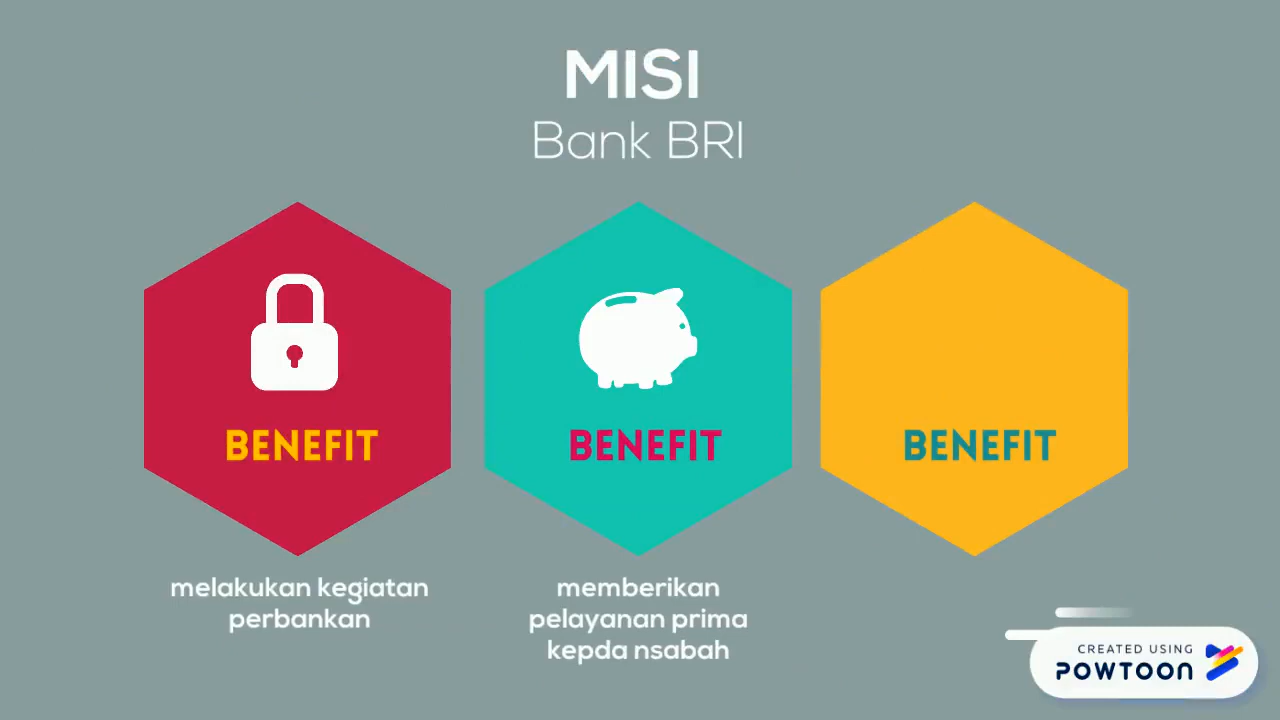 MISI
Bank BRI
BENEFIT
BENEFIT
BENEFIT
melakukan kegiatan
perbankan
memberikan
pelayanan prima
kepda nsabah
CREATED USING
POWTOON